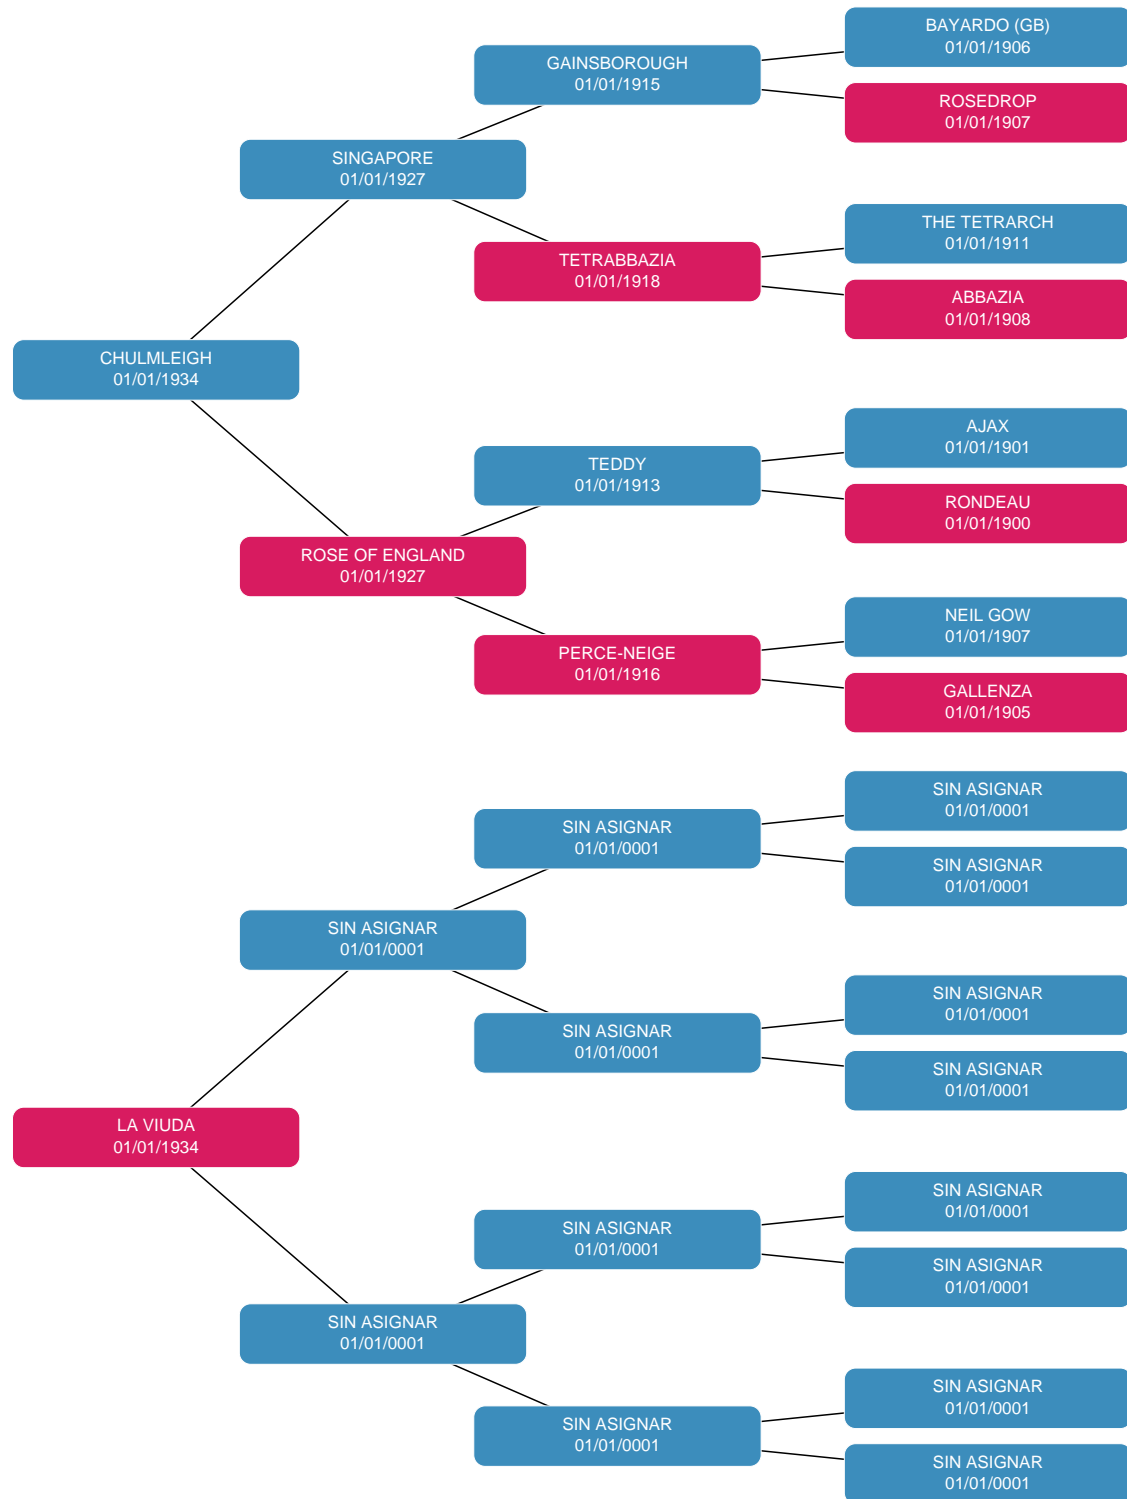 BAYARDO (GB)
01/01/1906
GAINSBOROUGH
01/01/1915
ROSEDROP
01/01/1907
SINGAPORE
01/01/1927
THE TETRARCH
01/01/1911
TETRABBAZIA
01/01/1918
ABBAZIA
01/01/1908
CHULMLEIGH
01/01/1934
AJAX
01/01/1901
TEDDY
01/01/1913
RONDEAU
01/01/1900
ROSE OF ENGLAND
01/01/1927
NEIL GOW
01/01/1907
PERCE-NEIGE
01/01/1916
GALLENZA
01/01/1905
SIN ASIGNAR
01/01/0001
SIN ASIGNAR
01/01/0001
SIN ASIGNAR
01/01/0001
SIN ASIGNAR
01/01/0001
SIN ASIGNAR
01/01/0001
SIN ASIGNAR
01/01/0001
SIN ASIGNAR
01/01/0001
LA VIUDA
01/01/1934
SIN ASIGNAR
01/01/0001
SIN ASIGNAR
01/01/0001
SIN ASIGNAR
01/01/0001
SIN ASIGNAR
01/01/0001
SIN ASIGNAR
01/01/0001
SIN ASIGNAR
01/01/0001
SIN ASIGNAR
01/01/0001